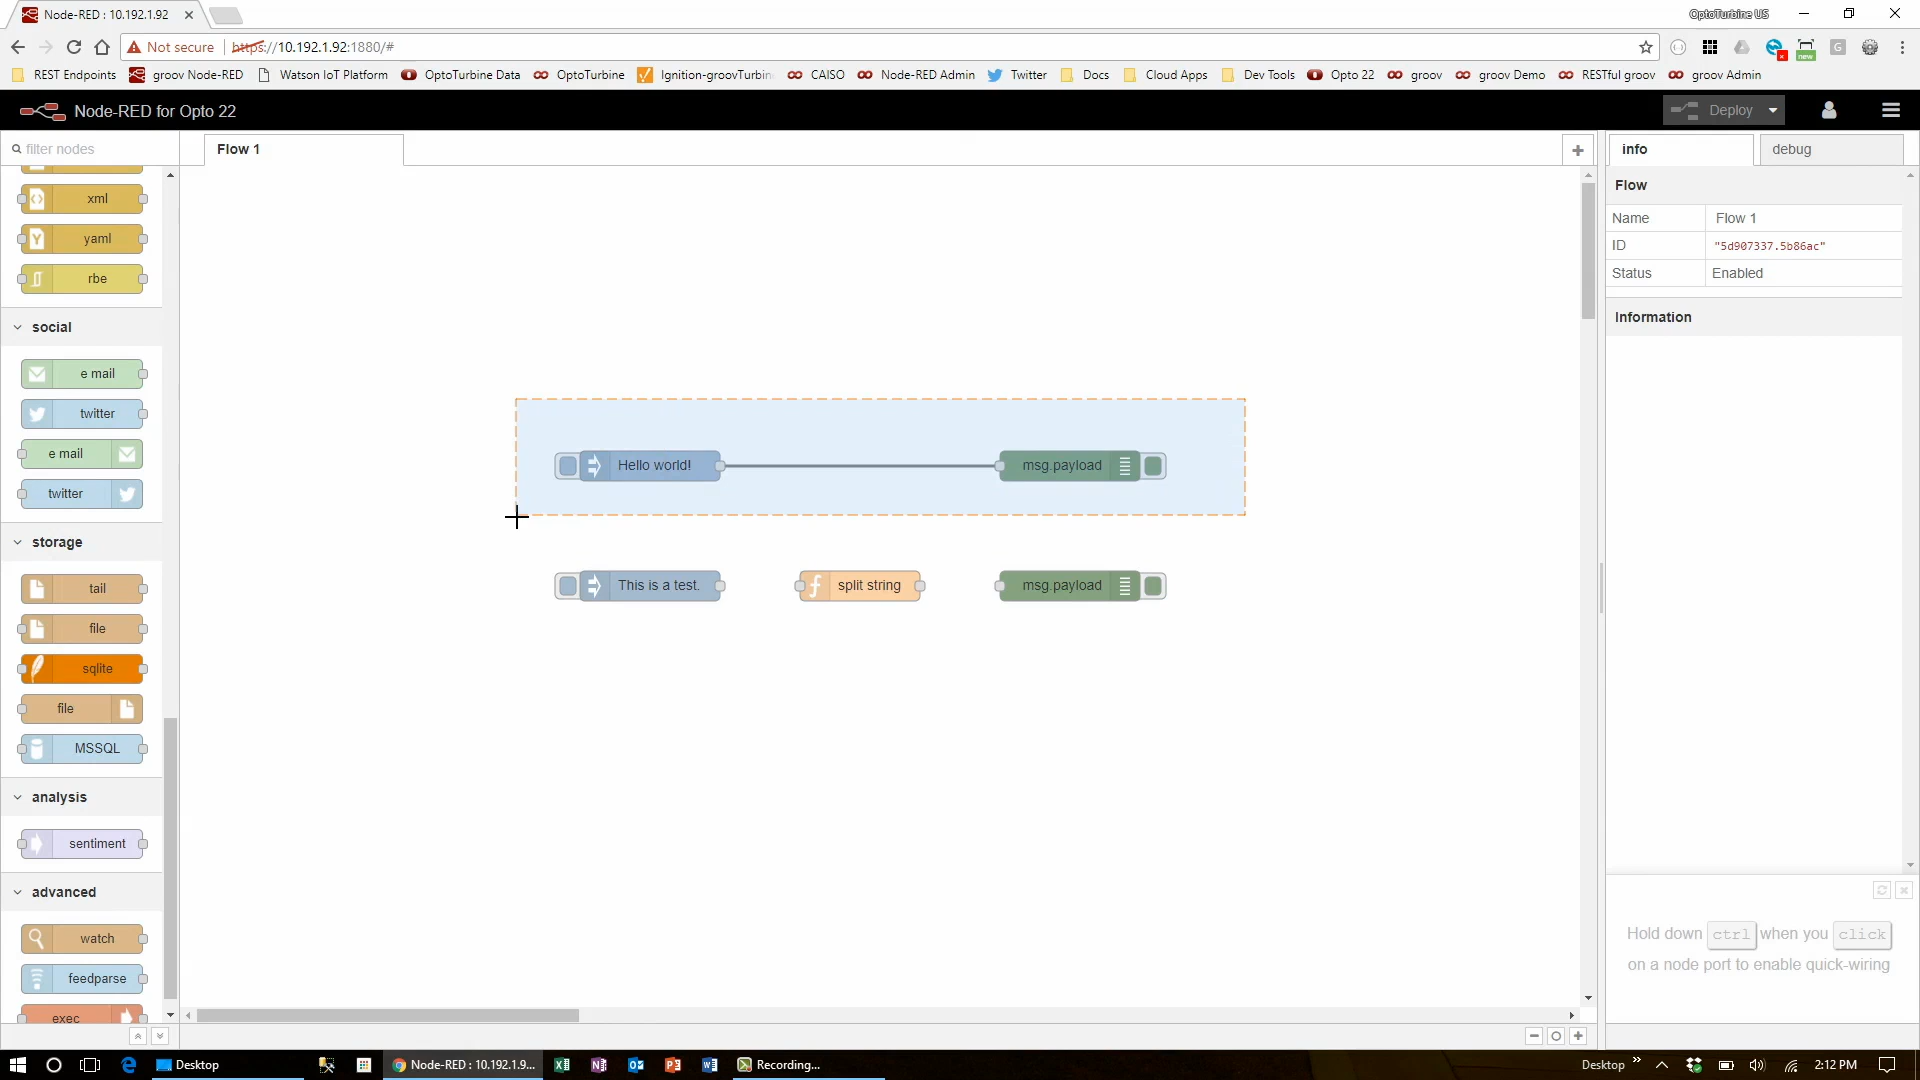 Node-RED : 10.192.1.92
OptoTurbine US
Not secure
https://10.192.1.92:1880/#
G
new
REST Endpoints
groov Node-RED
Watson IoT Platform
OptoTurbine Data
OptoTurbine
Ignition-groovTurbin
CAISO
Node-RED Admin
Twitter
Docs
Cloud Apps
Dev Tools
Opto 22
groov
groov Demo
RESTful groov
groov Admin
Node-RED for Opto 22
Deploy
filter nodes
Flow 1
info
debug
xml
yaml
rbe
social
e mail
twitter
e mail
twitter
storage
tail
file
sqlite
file
MSSQL
analysis
sentiment
advanced
watch
feedparse
exec
Hello world!
msg.payload
This is a test.
split string
msg.payload
Flow
Name
Flow 1
ID
"5d907337.5b86ac"
Status
Enabled
Information
Hold down ctrl when you click
on a node port to enable quick-wiring
Desktop
Node-RED : 10.192.1.9...
Recording...
Desktop
2:12 PM